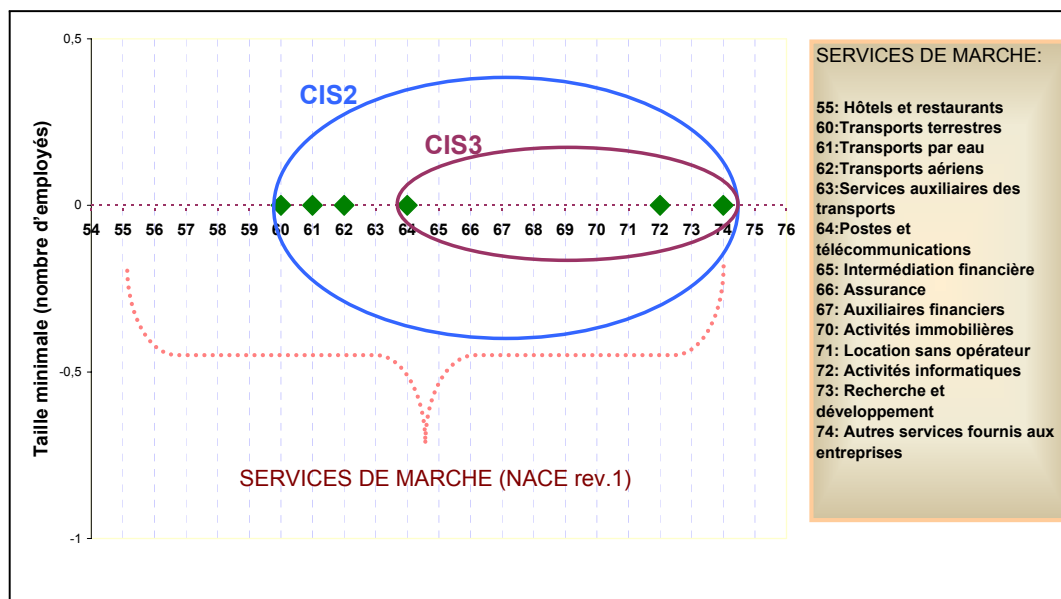 0,5
0
-0,5
-1
Taille minimale (nombre d'employés)
CIS2
CIS3
54 55 56 57 58 59 60 61 62 63 64 65 66 67 68 69 70 71 72 73 74 75 76
SERVICES DE MARCHE (NACE rev.1)
SERVICES DE MARCHE:
55: Hôtels et restaurants
60:Transports terrestres
61:Transports par eau
62:Transports aériens
63:Services auxiliaires des
transports
64:Postes et
télécommunications
65: Intermédiation financière
66: Assurance
67: Auxiliaires financiers
70: Activités immobilières
71: Location sans opérateur
72: Activités informatiques
73: Recherche et
développement
74: Autres services fournis aux
entreprises